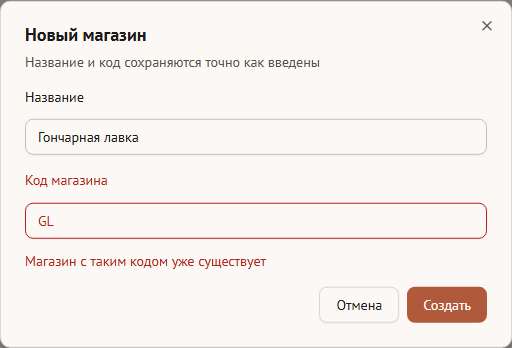 Новый магазин
Название и код сохраняются точно как введены
Название
Гончарная лавка
Код магазина
GL
Магазин с таким кодом уже существует
Отмена
Создать